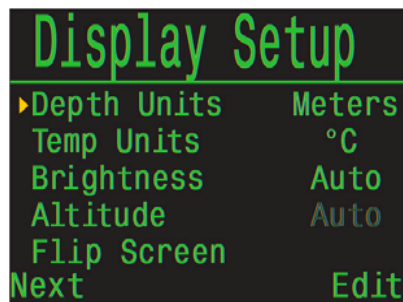 Display Setup
Depth Units Meters
Temp Units °C
Brightness Auto
Altitude Auto
Flip Screen
Next Edit